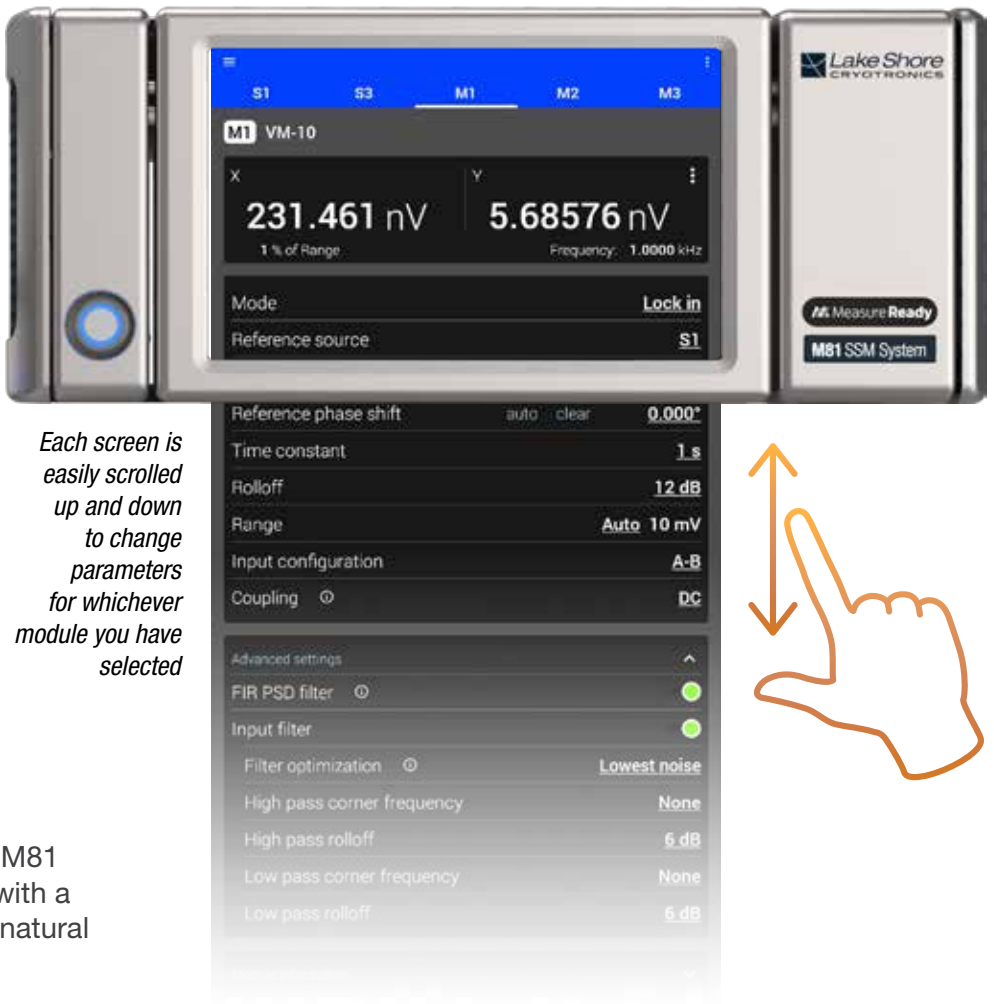 Lake Shore
CRYOTRONICS
S1 S3 M1 M2 M3
M1 VM-10
X Y
231.461 nV 5.68576 nV
1 % of Range Frequency: 1.0000 kHz
Mode Lock in
Reference source S1
Measure Ready
M81 SSM System
Reference phase shift auto clear 0.000°
Time constant 1 s
Rolloff 12 dB
Range Auto 10 mV
Input configuration A-B
Coupling DC
Advanced settings
FIR PSD filter
Input filter
Filter optimization Lowest noise
High pass corner frequency None
High pass rolloff 6 dB
Low pass corner frequency None
Low pass rolloff 6 dB
Each screen is
easily scrolled
up and down
to change
parameters
for whichever
module you have
selected
M81
with a
natural